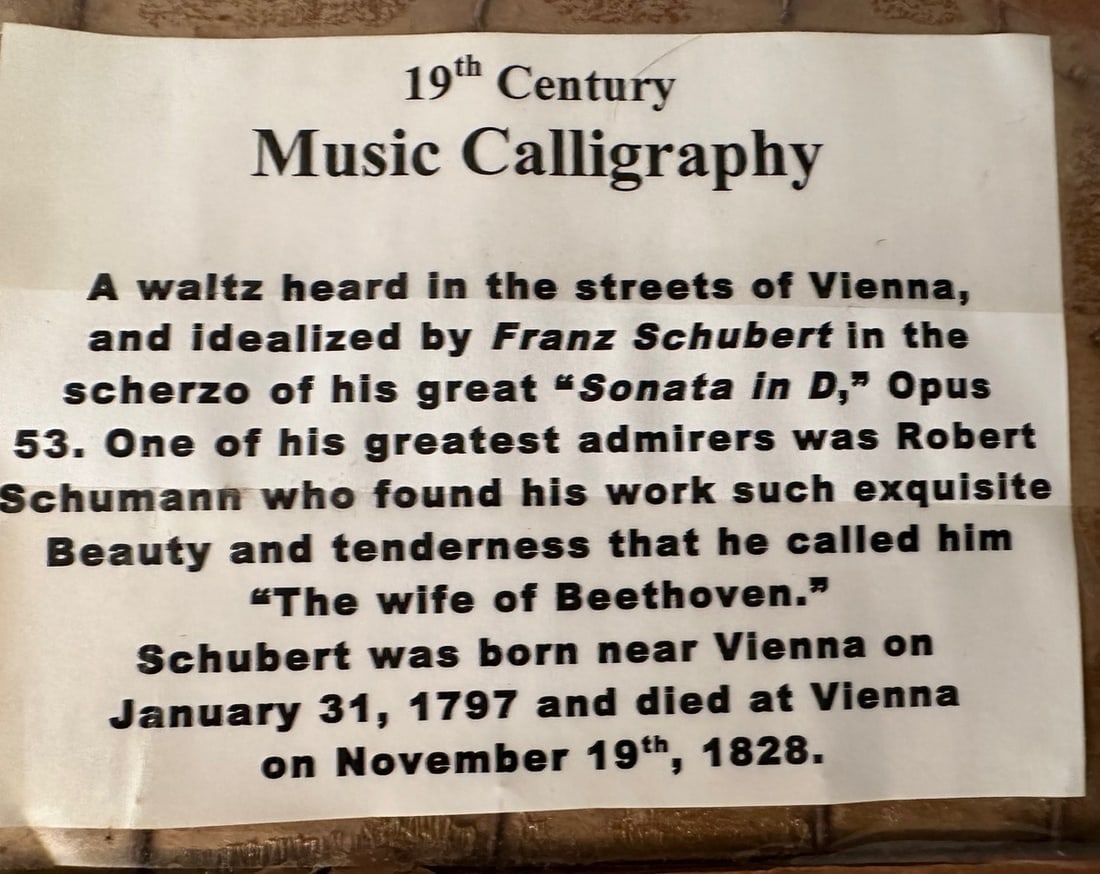 19th Century
Music Calligraphy
A waltz heard in the streets of Vienna,
and idealized by Franz Schubert in the
scherzo of his great “Sonata in D,” Opus
53. One of his greatest admirers was Robert
Schumann who found his work such exquisite
Beauty and tenderness that he called him
“The wife of Beethoven.”
Schubert was born near Vienna on
January 31, 1797 and died at Vienna
on November 19th, 1828.